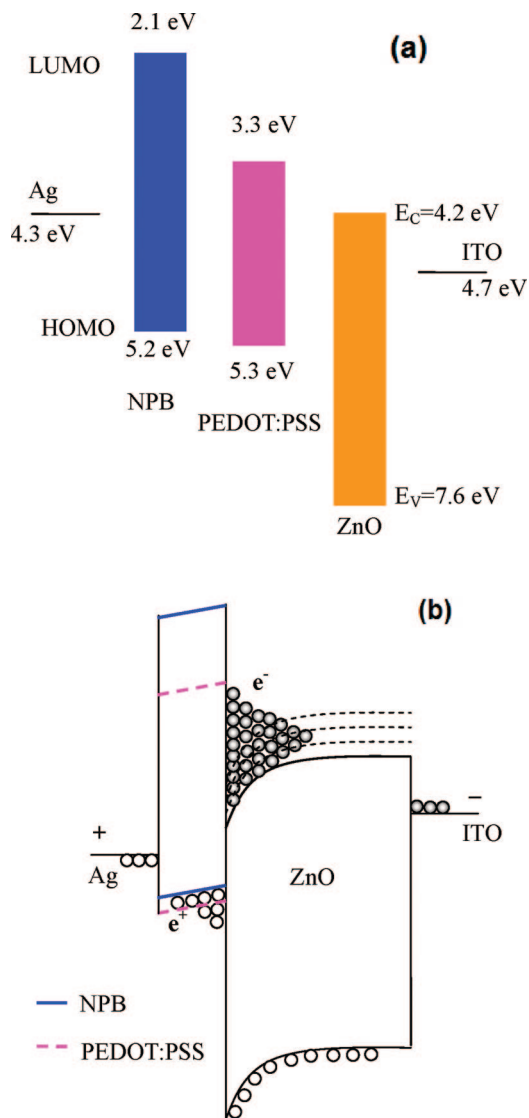 2.1 eV
(a)
LUMO
3.3 eV
Ag
4.3 eV
E_C=4.2 eV
ITO
4.7 eV
HOMO
5.2 eV
5.3 eV
NPB
PEDOT:PSS
E_V=7.6 eV
ZnO
(b)
e⁻
+
Ag
−
ITO
ZnO
e⁺
NPB
PEDOT:PSS